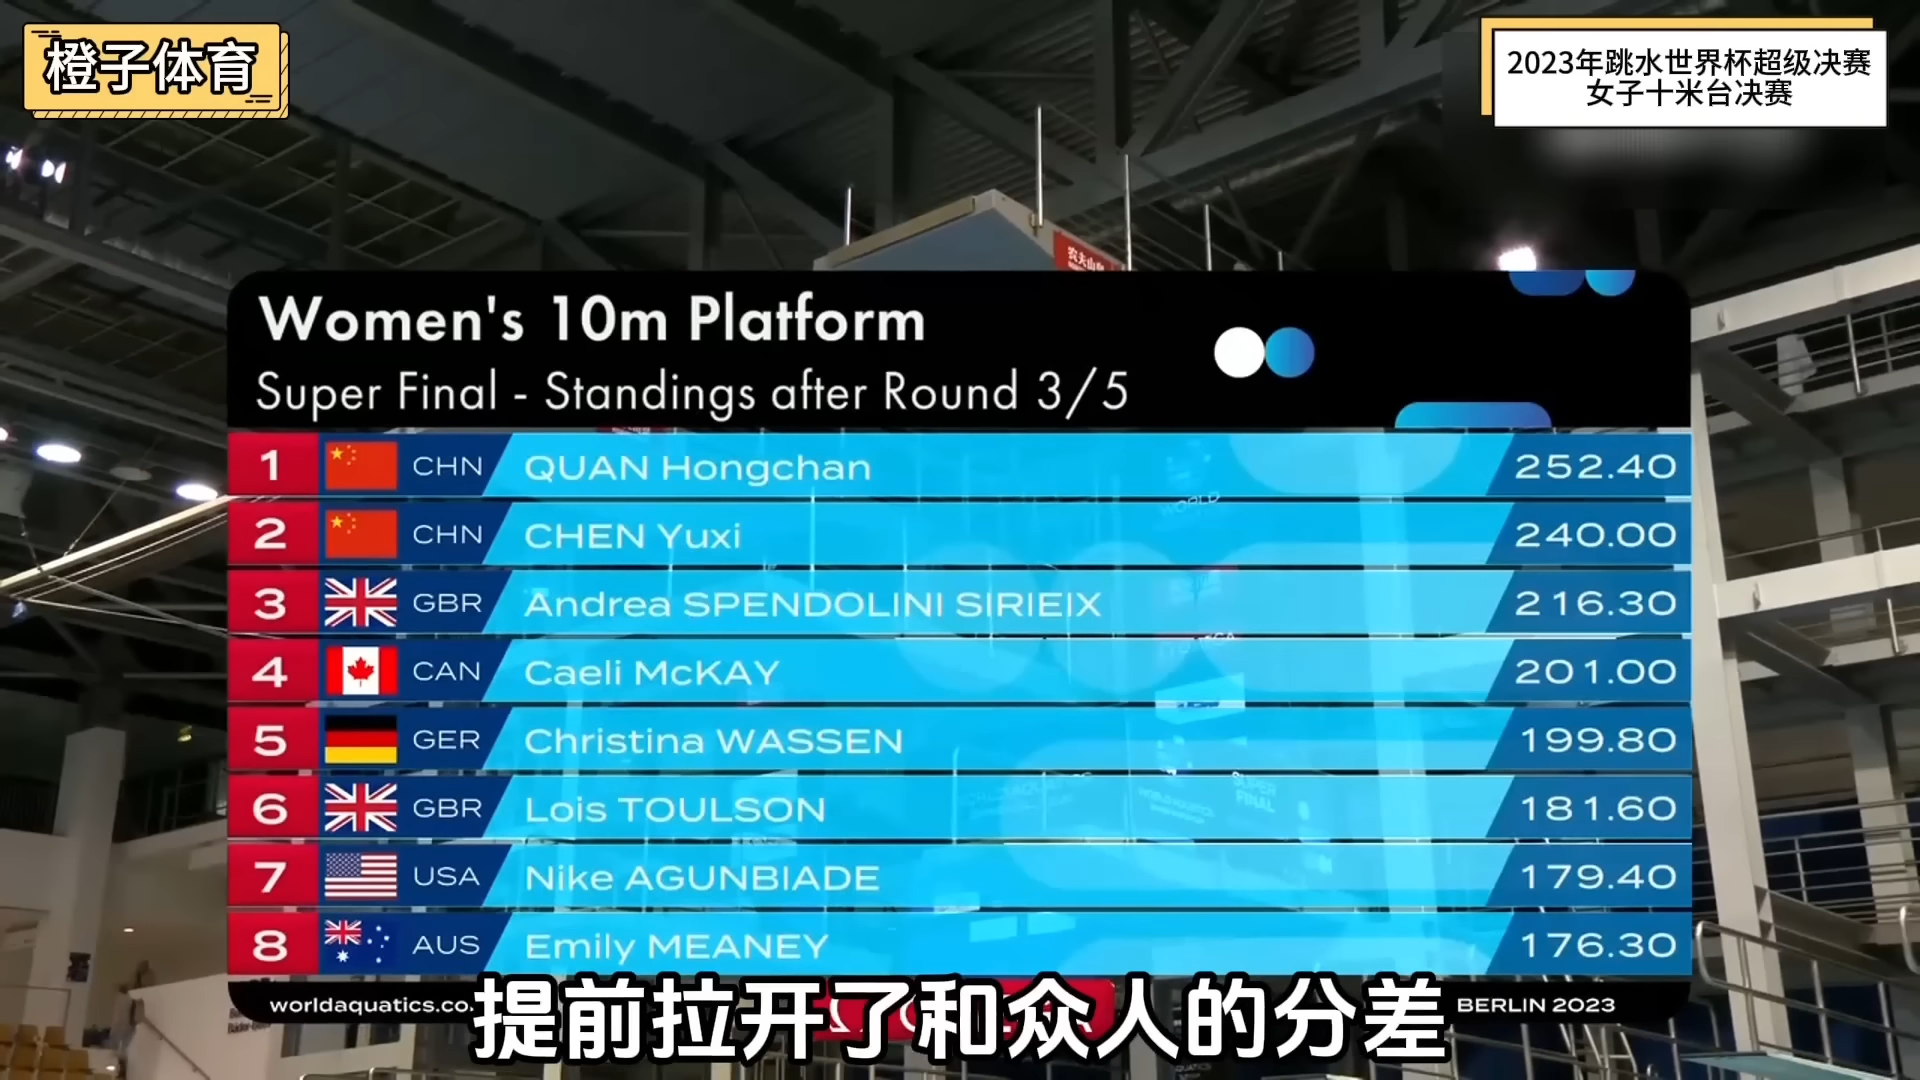 橙子体育
2023年跳水世界杯超级决赛
女子十米台决赛
农夫山
Women's 10m Platform
Super Final - Standings after Round 3/5
1 CHN QUAN Hongchan 252.40
2 CHN CHEN Yuxi 240.00
3 GBR Andrea SPENDOLINI SIRIEIX 216.30
4 CAN Caeli McKAY 201.00
5 GER Christina WASSEN 199.80
6 GBR Lois TOULSON 181.60
7 USA Nike AGUNBIADE 179.40
8 AUS Emily MEANEY 176.30
worldaquatics.co
BERLIN 2023
提前拉开了和众人的分差